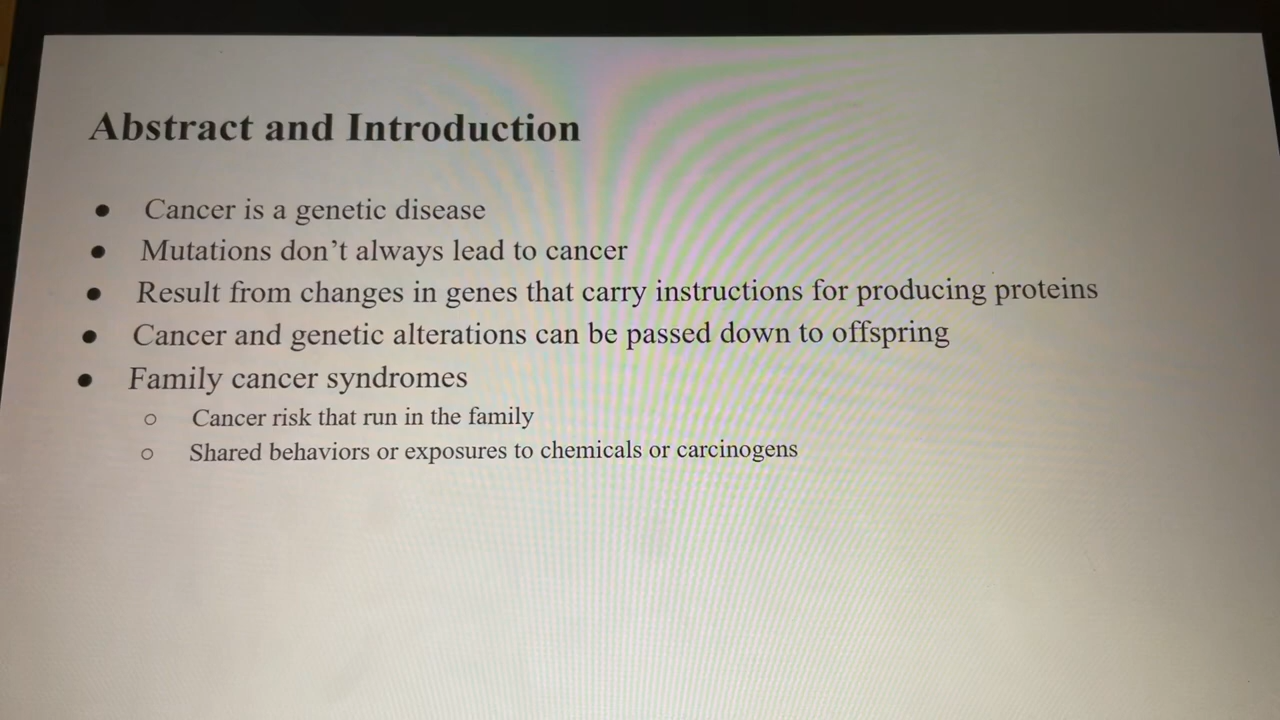 Abstract and Introduction
● Cancer is a genetic disease
● Mutations don't always lead to cancer
● Result from changes in genes that carry instructions for producing proteins
● Cancer and genetic alterations can be passed down to offspring
● Family cancer syndromes
○ Cancer risk that run in the family
○ Shared behaviors or exposures to chemicals or carcinogens